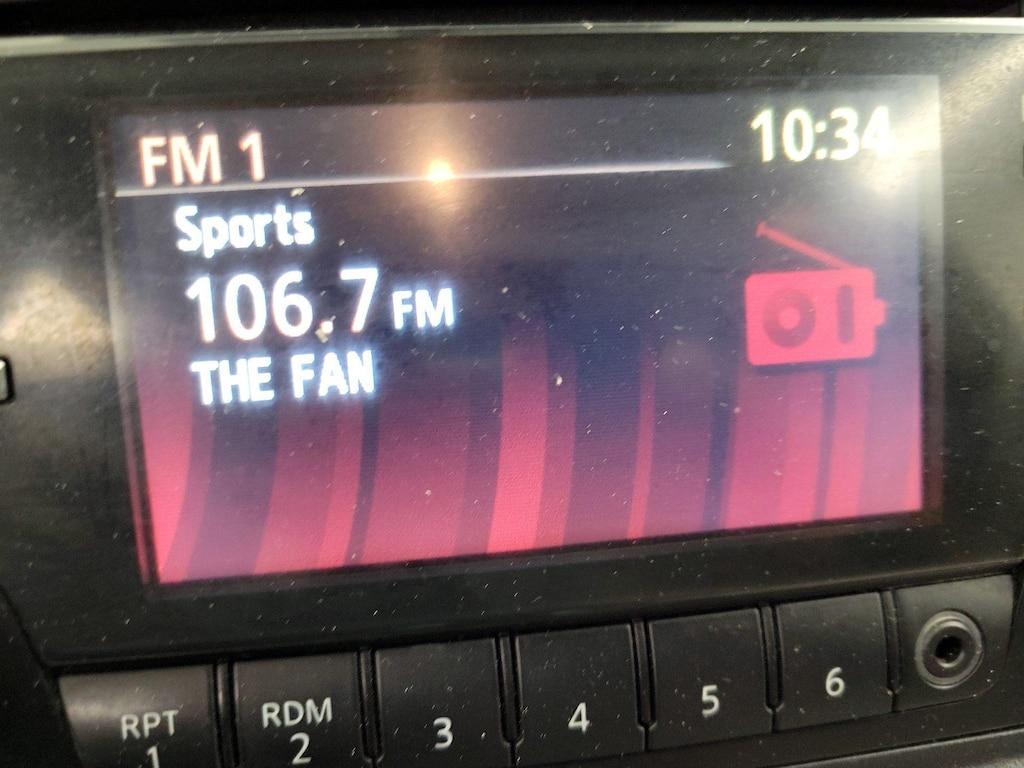 FM 1
10:34
Sports
106.7 FM
THE FAN
RPT
1
RDM
2
3
4
5
6